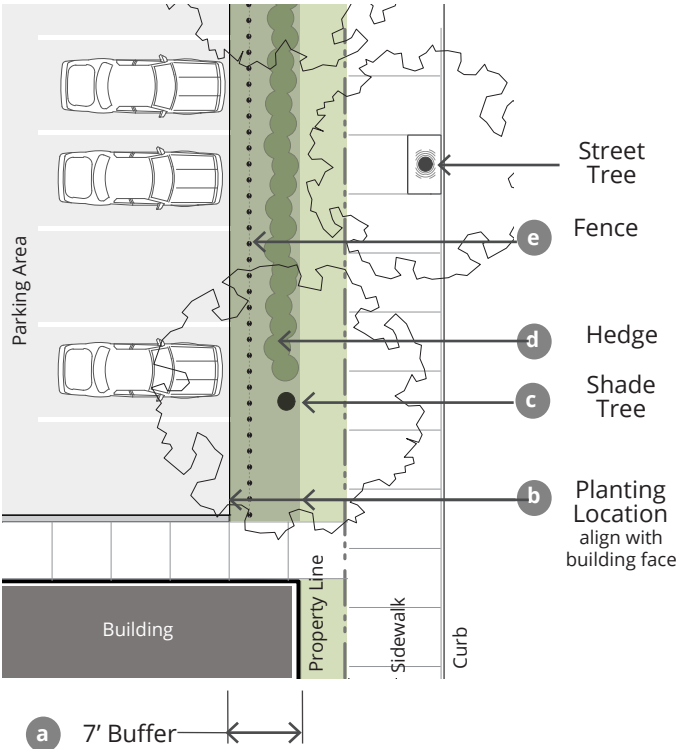 Street
Tree
e
Fence
Parking Area
d
Hedge
c
Shade
Tree
b
Planting
Location
align with
building face
Property Line
Sidewalk
Curb
Building
a
7’ Buffer